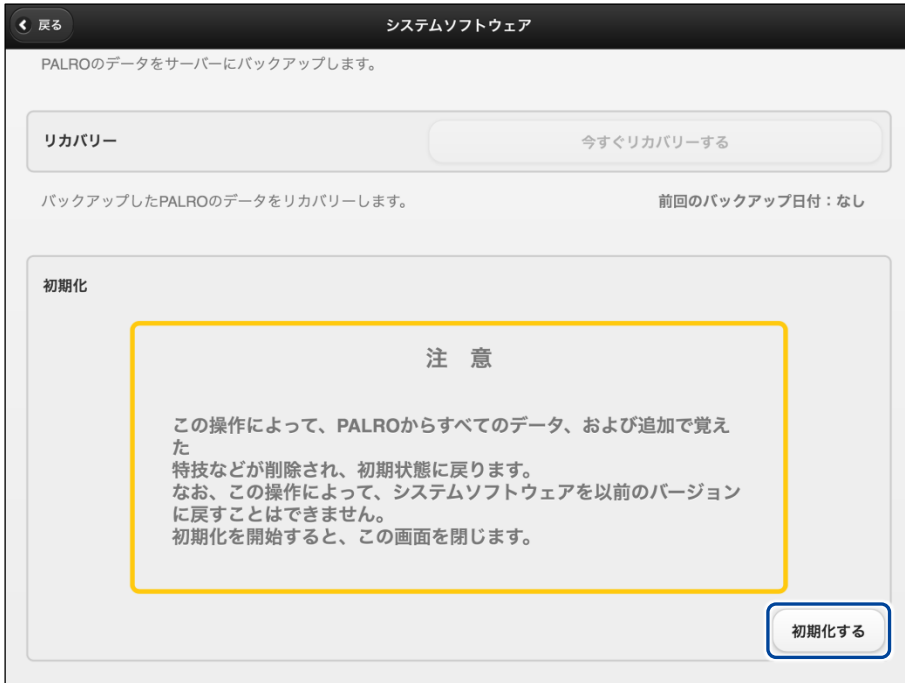 戻る
システムソフトウェア
PALROのデータをサーバーにバックアップします。
リカバリー
今すぐリカバリーする
バックアップしたPALROのデータをリカバリーします。
前回のバックアップ日付：なし
初期化
注　意
この操作によって、PALROからすべてのデータ、および追加で覚え
た
特技などが削除され、初期状態に戻ります。
なお、この操作によって、システムソフトウェアを以前のバージョン
に戻すことはできません。
初期化を開始すると、この画面を閉じます。
初期化する